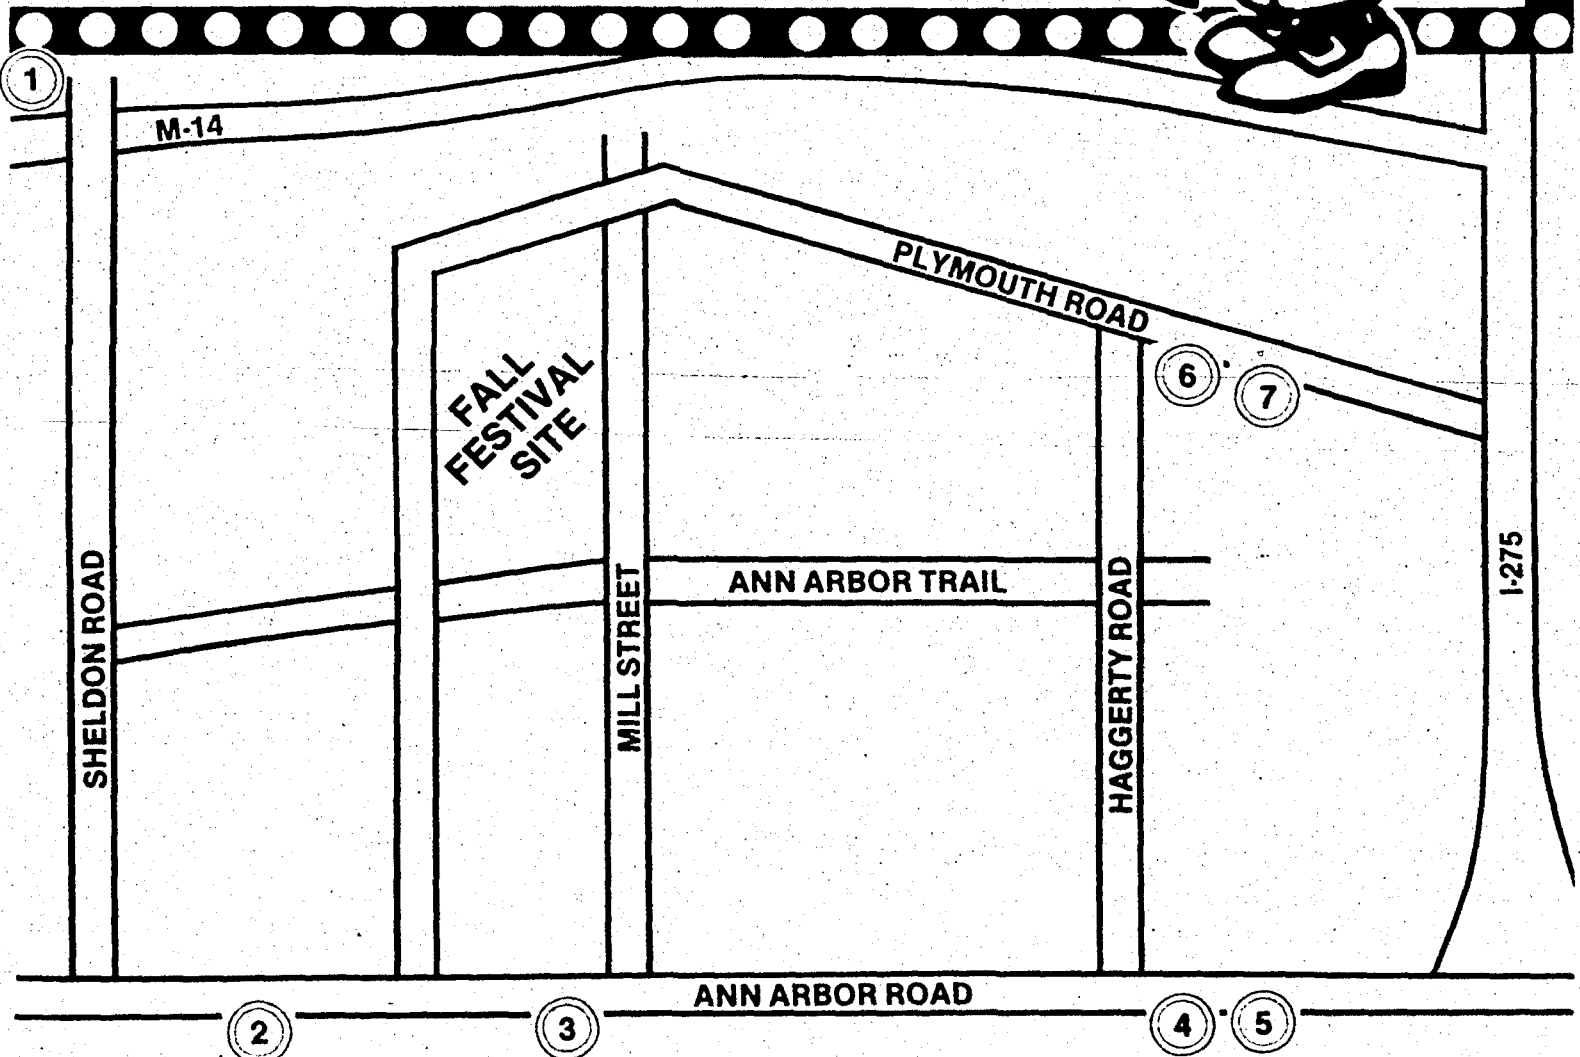 1
M-14
PLYMOUTH ROAD
6
7
FALL
FESTIVAL
SITE
SHELDON ROAD
MILL STREET
ANN ARBOR TRAIL
HAGGERTY ROAD
I-275
ANN ARBOR ROAD
2
3
4
5